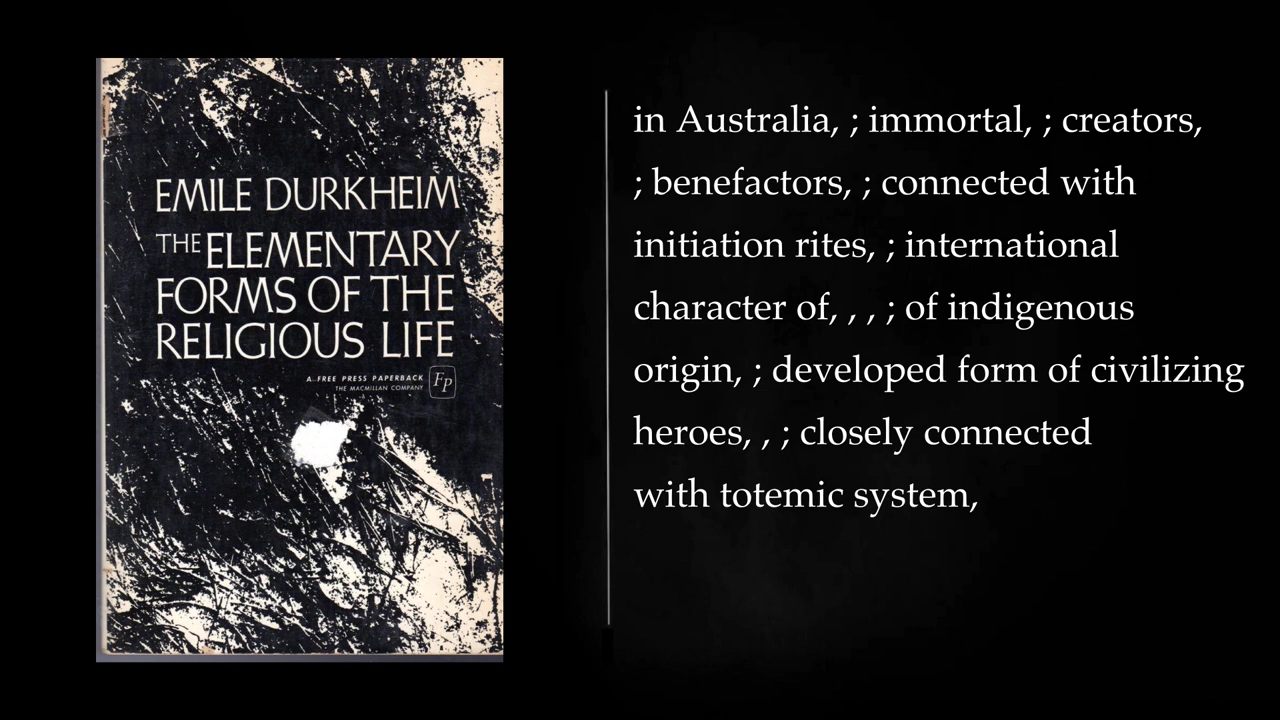 EMILE DURKHEIM
THE ELEMENTARY
FORMS OF THE
RELIGIOUS LIFE
A FREE PRESS PAPERBACK
THE MACMILLAN COMPANY
Fp
in Australia, ; immortal, ; creators,
; benefactors, ; connected with
initiation rites, ; international
character of, , , ; of indigenous
origin, ; developed form of civilizing
heroes, , ; closely connected
with totemic system,